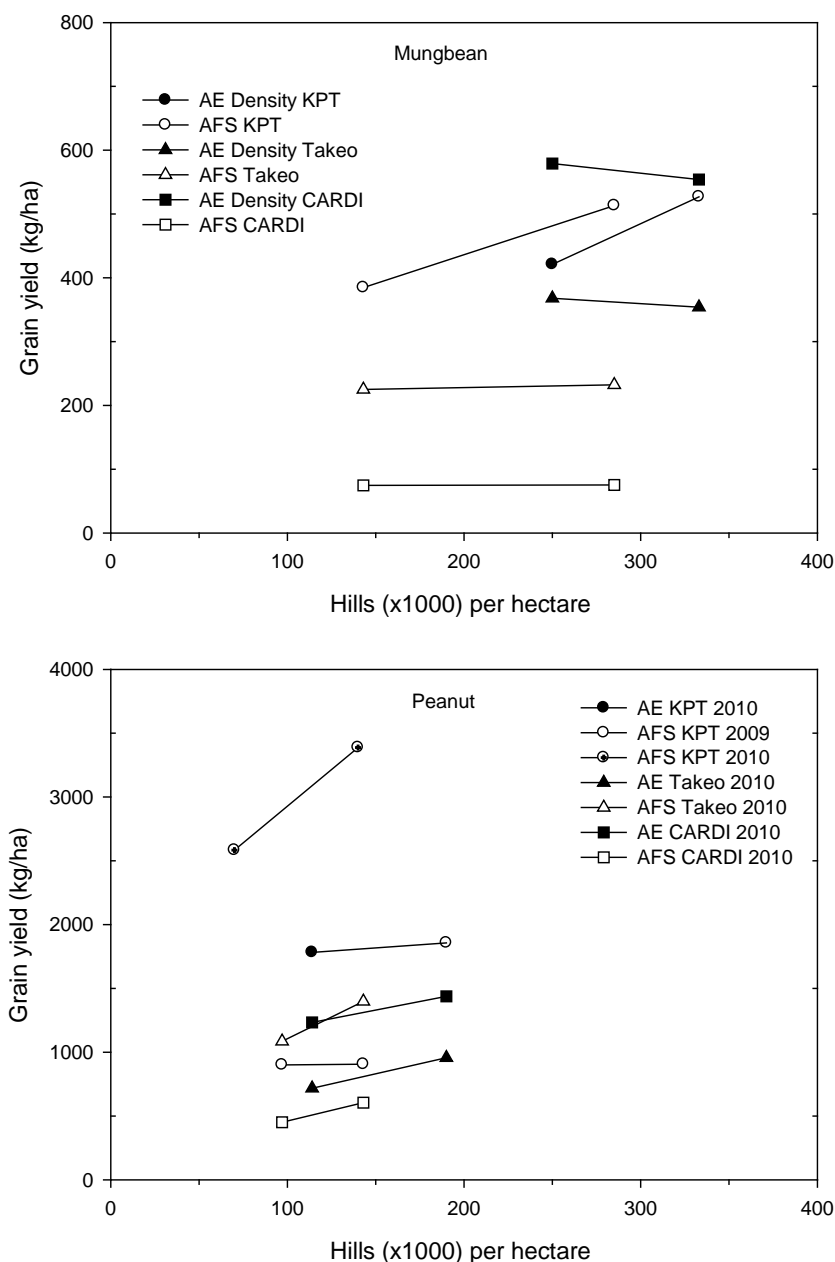 800
Mungbean
AE Density KPT
AFS KPT
AE Density Takeo
AFS Takeo
AE Density CARDI
AFS CARDI
600
400
200
0
Grain yield (kg/ha)
0 100 200 300 400
Hills (x1000) per hectare
4000
Peanut
AE KPT 2010
AFS KPT 2009
AFS KPT 2010
AE Takeo 2010
AFS Takeo 2010
AE CARDI 2010
AFS CARDI 2010
3000
2000
1000
0
Grain yield (kg/ha)
0 100 200 300 400
Hills (x1000) per hectare